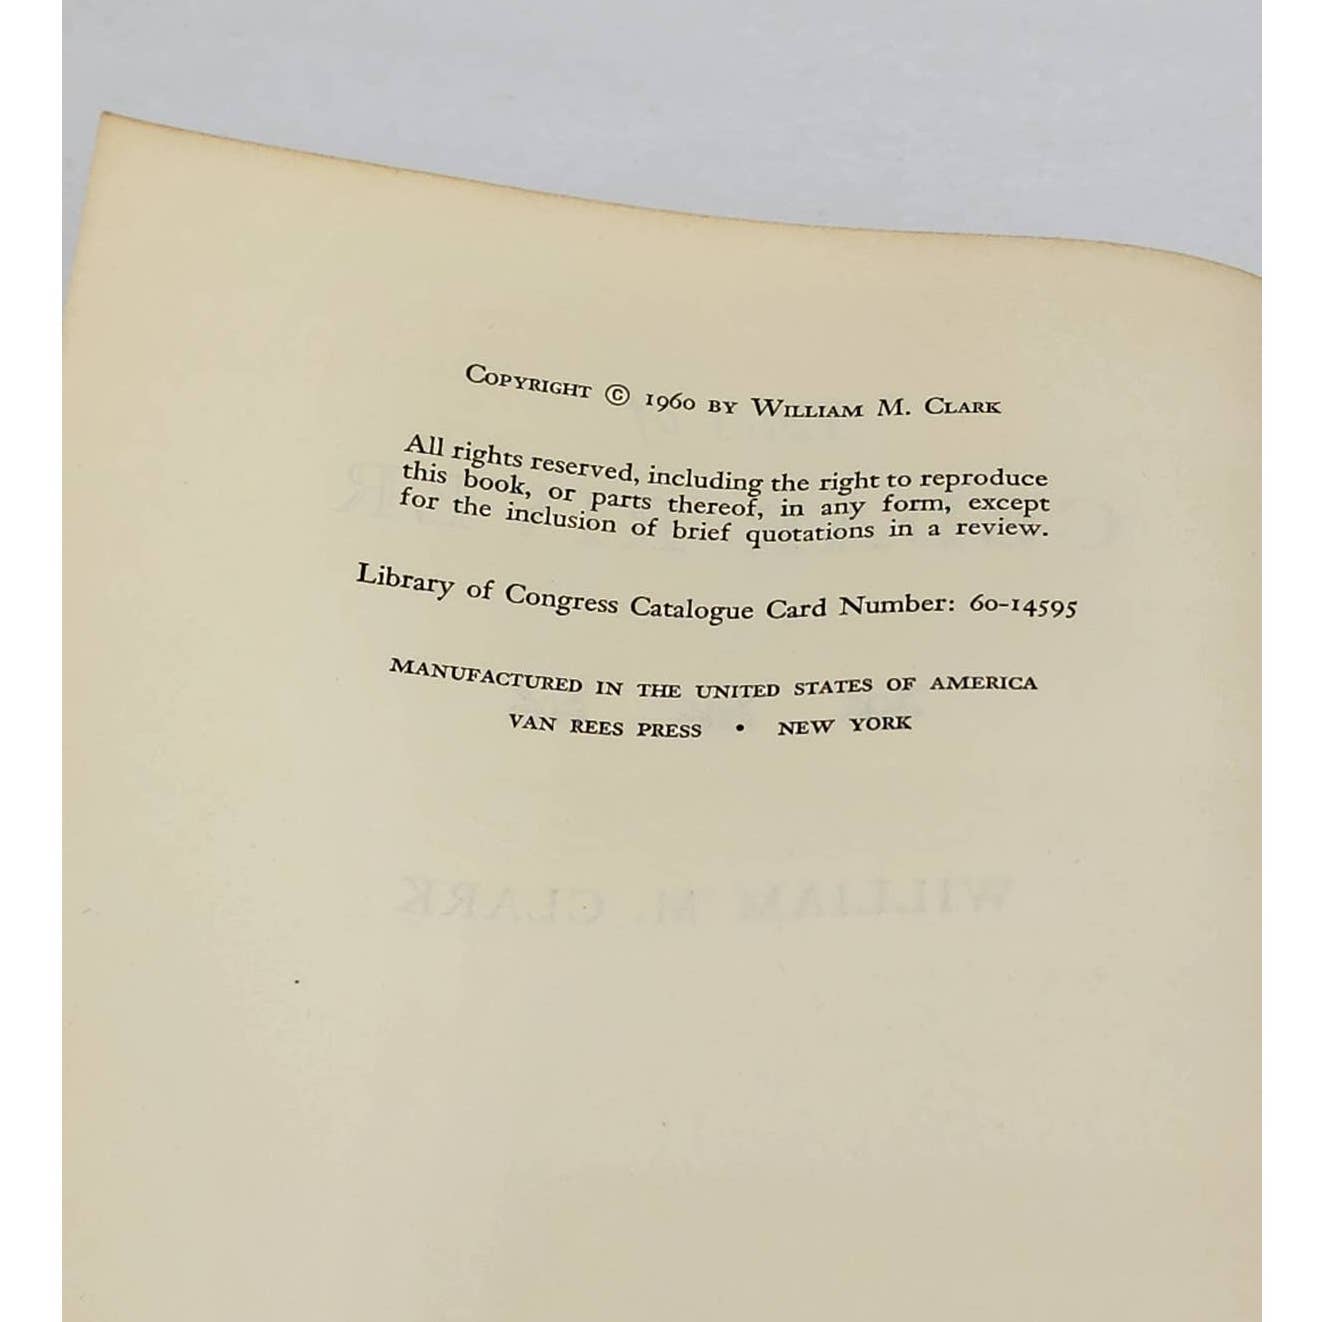 Copyright © 1960 by William M. Clark
All rights reserved, including the right to reproduce
this book, or parts thereof, in any form, except
for the inclusion of brief quotations in a review.
Library of Congress Catalogue Card Number: 60-14595
MANUFACTURED IN THE UNITED STATES OF AMERICA
VAN REES PRESS • NEW YORK
WILLIAM M. CLARK